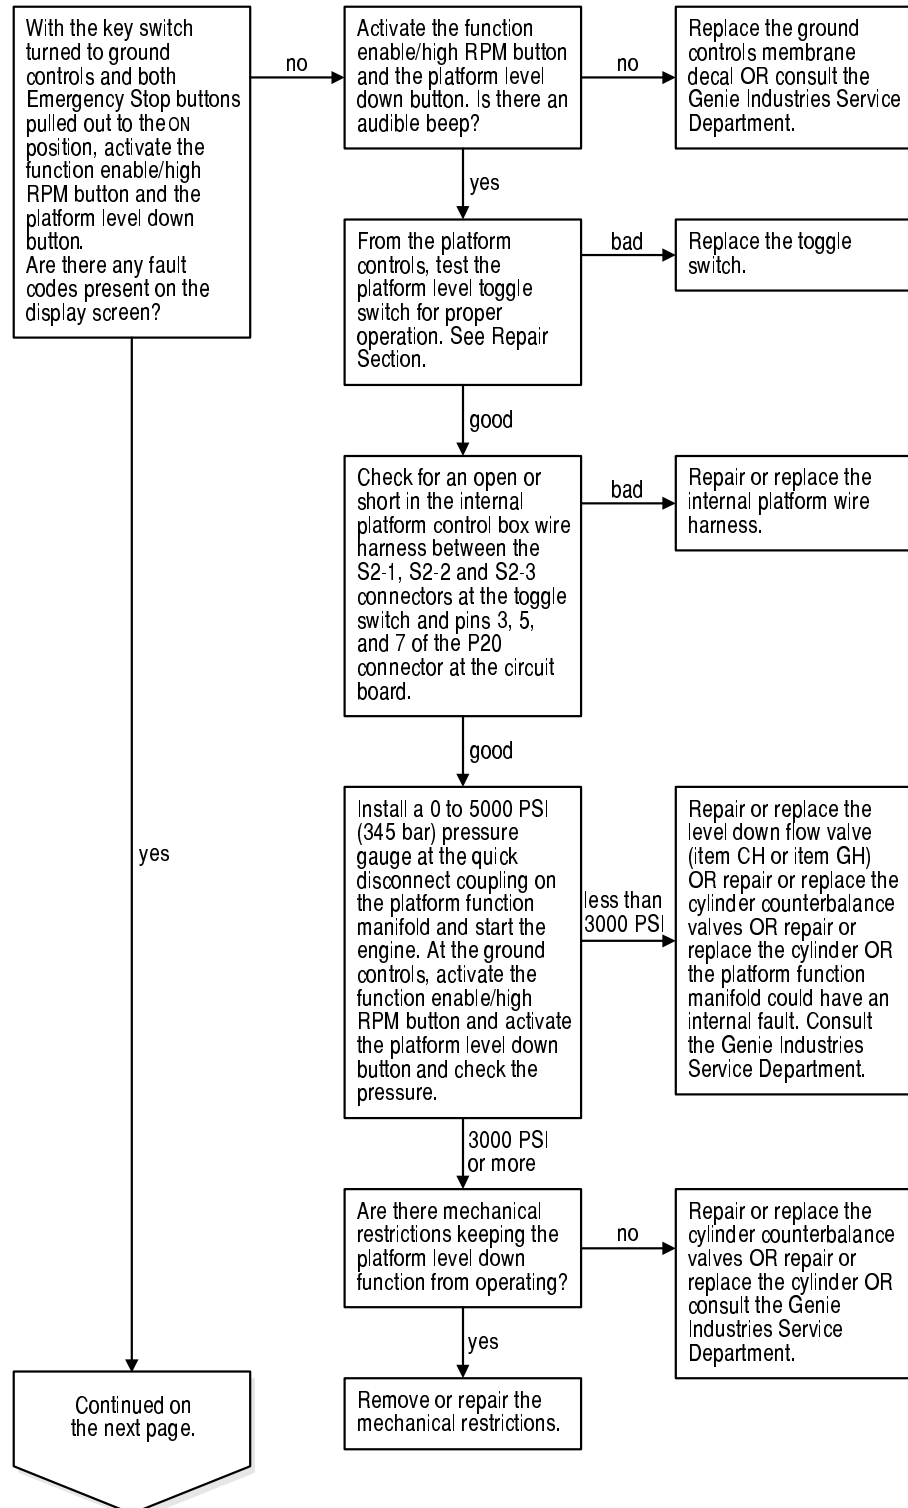 With the key switch
turned to ground
controls and both
Emergency Stop buttons
pulled out to the ON
position, activate the
function enable/high
RPM button and the
platform level down
button.
Are there any fault
codes present on the
display screen?
no
Activate the function
enable/high RPM button
and the platform level
down button. Is there an
audible beep?
no
Replace the ground
controls membrane
decal OR consult the
Genie Industries Service
Department.
yes
From the platform
controls, test the
platform level toggle
switch for proper
operation. See Repair
Section.
bad
Replace the toggle
switch.
good
Check for an open or
short in the internal
platform control box wire
harness between the
S2-1, S2-2 and S2-3
connectors at the toggle
switch and pins 3, 5,
and 7 of the P20
connector at the circuit
board.
bad
Repair or replace the
internal platform wire
harness.
good
Install a 0 to 5000 PSI
(345 bar) pressure
gauge at the quick
disconnect coupling on
the platform function
manifold and start the
engine. At the ground
controls, activate the
function enable/high
RPM button and activate
the platform level down
button and check the
pressure.
less than
3000 PSI
Repair or replace the
level down flow valve
(item CH or item GH)
OR repair or replace the
cylinder counterbalance
valves OR repair or
replace the cylinder OR
the platform function
manifold could have an
internal fault. Consult
the Genie Industries
Service Department.
3000 PSI
or more
Are there mechanical
restrictions keeping the
platform level down
function from operating?
no
Repair or replace the
cylinder counterbalance
valves OR repair or
replace the cylinder OR
consult the Genie
Industries Service
Department.
yes
Remove or repair the
mechanical restrictions.
yes
Continued on
the next page.